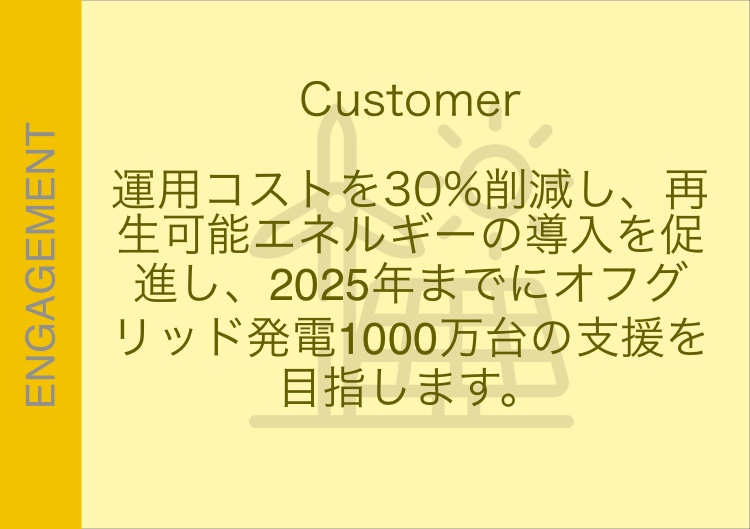 ENGAGEMENT
Customer
運用コストを30%削減し、再
生可能エネルギーの導入を促
進し、2025年までにオフグ
リッド発電1000万台の支援を
目指します。